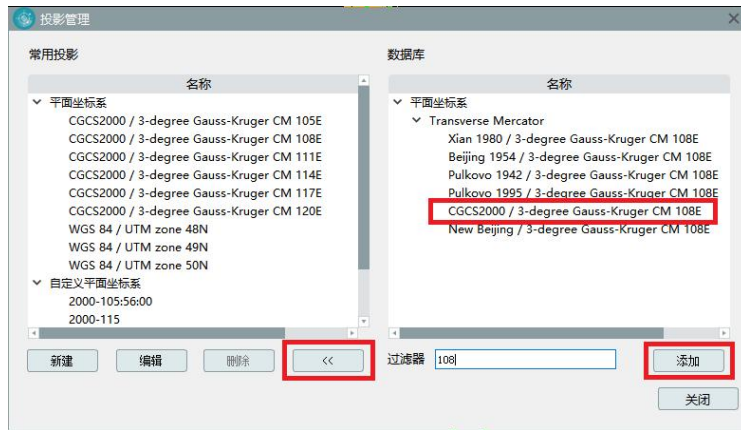 投影管理
常用投影
名称
平面坐标系
CGCS2000 / 3-degree Gauss-Kruger CM 105E
CGCS2000 / 3-degree Gauss-Kruger CM 108E
CGCS2000 / 3-degree Gauss-Kruger CM 111E
CGCS2000 / 3-degree Gauss-Kruger CM 114E
CGCS2000 / 3-degree Gauss-Kruger CM 117E
CGCS2000 / 3-degree Gauss-Kruger CM 120E
WGS 84 / UTM zone 48N
WGS 84 / UTM zone 49N
WGS 84 / UTM zone 50N
自定义平面坐标系
2000-105:56:00
2000-115
新建 编辑 删除 <<
数据库
名称
平面坐标系
Transverse Mercator
Xian 1980 / 3-degree Gauss-Kruger CM 108E
Beijing 1954 / 3-degree Gauss-Kruger CM 108E
Pulkovo 1942 / 3-degree Gauss-Kruger CM 108E
Pulkovo 1995 / 3-degree Gauss-Kruger CM 108E
CGCS2000 / 3-degree Gauss-Kruger CM 108E
New Beijing / 3-degree Gauss-Kruger CM 108E
过滤器 108 添加
关闭